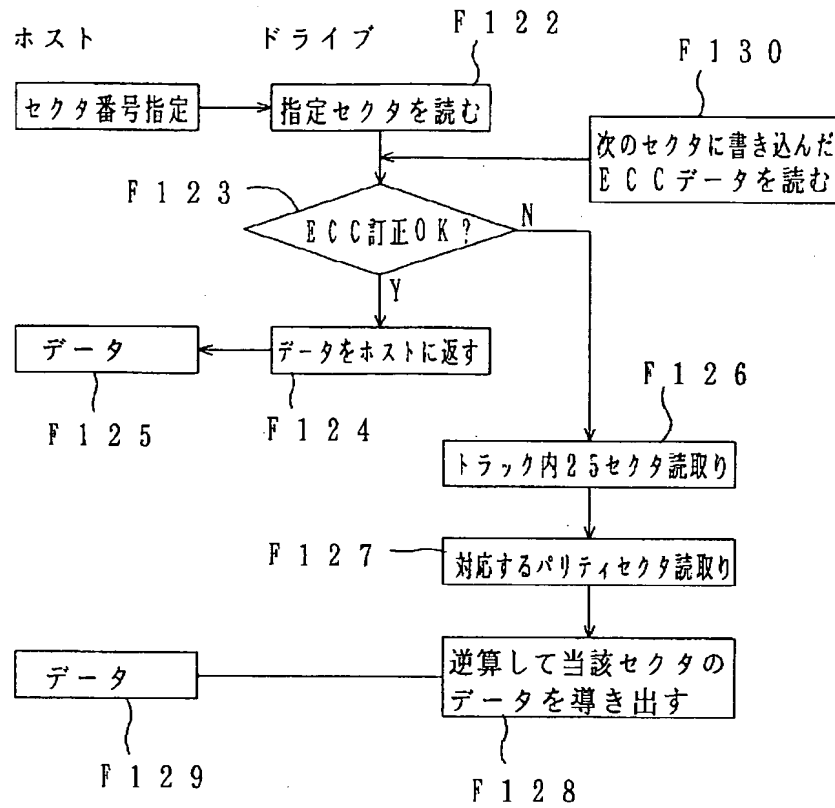 ホスト
ドライブ
F122
F130
セクタ番号指定
指定セクタを読む
次のセクタに書き込んだ
ECCデータを読む
F123
ECC訂正OK?
N
Y
データ
データをホストに返す
F126
F125
F124
トラック内25セクタ読取り
F127
対応するパリティセクタ読取り
データ
逆算して当該セクタの
データを導き出す
F129
F128